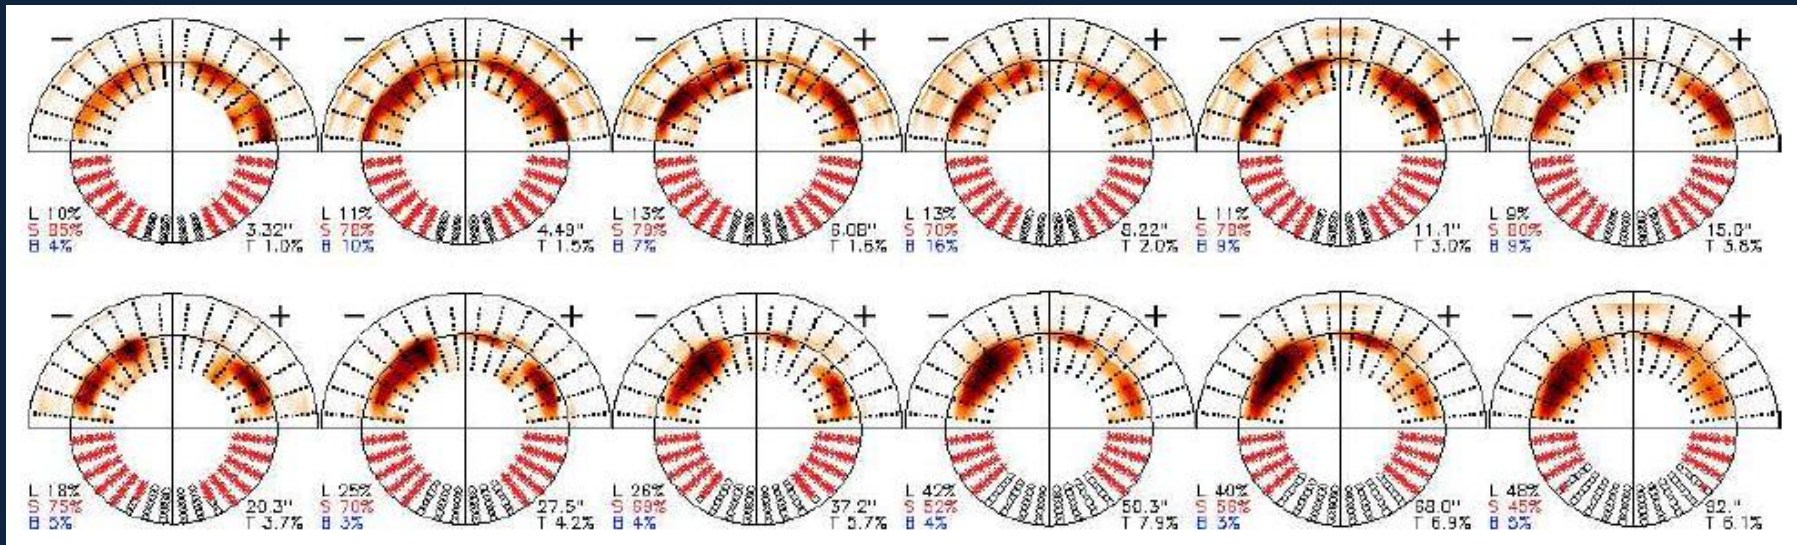 − +
L 10%
S 85%
B 4%
3.32"
T 1.0%
− +
L 11%
S 78%
B 10%
4.49"
T 1.5%
− +
L 13%
S 79%
B 7%
6.08"
T 1.6%
− +
L 13%
S 70%
B 16%
8.22"
T 2.0%
− +
L 11%
S 78%
B 9%
11.1"
T 3.0%
− +
L 9%
S 80%
B 9%
T 3.8%
− +
L 18%
S 75%
B 5%
20.3"
T 3.7%
− +
L 25%
S 70%
B 3%
27.5"
T 4.2%
− +
L 26%
S 69%
B 4%
37.2"
T 5.7%
− +
L 42%
S 52%
B 4%
50.3"
T 7.9%
− +
L 40%
S 56%
B 3%
68.0"
T 6.9%
− +
L 48%
S 45%
B 5%
92."
T 6.1%